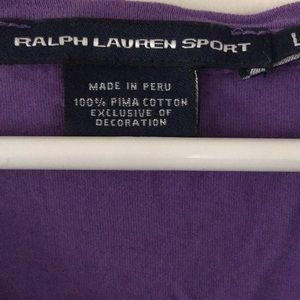 RALPH LAUREN SPORT
L
MADE IN PERU
100% PIMA COTTON
EXCLUSIVE OF
DECORATION